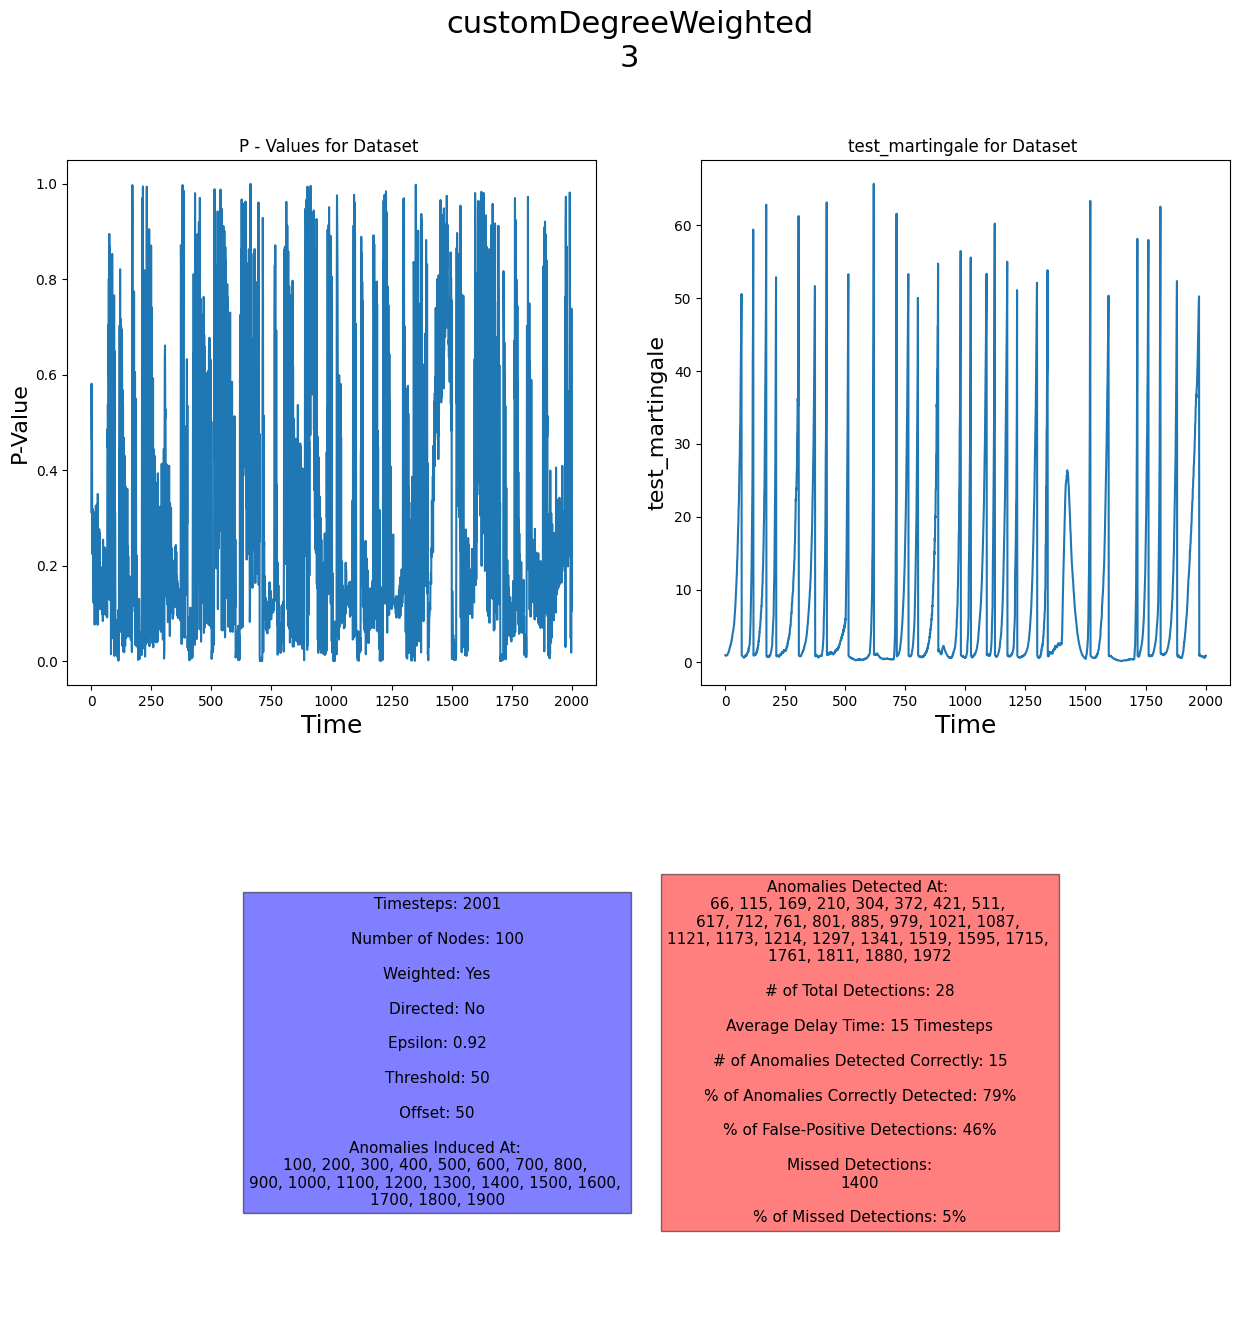 customDegreeWeighted
3
P - Values for Dataset
1.0
0.8
0.6
0.4
0.2
0.0
P-Value
0 250 500 750 1000 1250 1500 1750 2000
Time
test_martingale for Dataset
60
50
40
30
20
10
0
test_martingale
0 250 500 750 1000 1250 1500 1750 2000
Time
Timesteps: 2001
Number of Nodes: 100
Weighted: Yes
Directed: No
Epsilon: 0.92
Threshold: 50
Offset: 50
Anomalies Induced At:
100, 200, 300, 400, 500, 600, 700, 800,
900, 1000, 1100, 1200, 1300, 1400, 1500, 1600,
1700, 1800, 1900
Anomalies Detected At:
66, 115, 169, 210, 304, 372, 421, 511,
617, 712, 761, 801, 885, 979, 1021, 1087,
1121, 1173, 1214, 1297, 1341, 1519, 1595, 1715,
1761, 1811, 1880, 1972
# of Total Detections: 28
Average Delay Time: 15 Timesteps
# of Anomalies Detected Correctly: 15
% of Anomalies Correctly Detected: 79%
% of False-Positive Detections: 46%
Missed Detections:
1400
% of Missed Detections: 5%